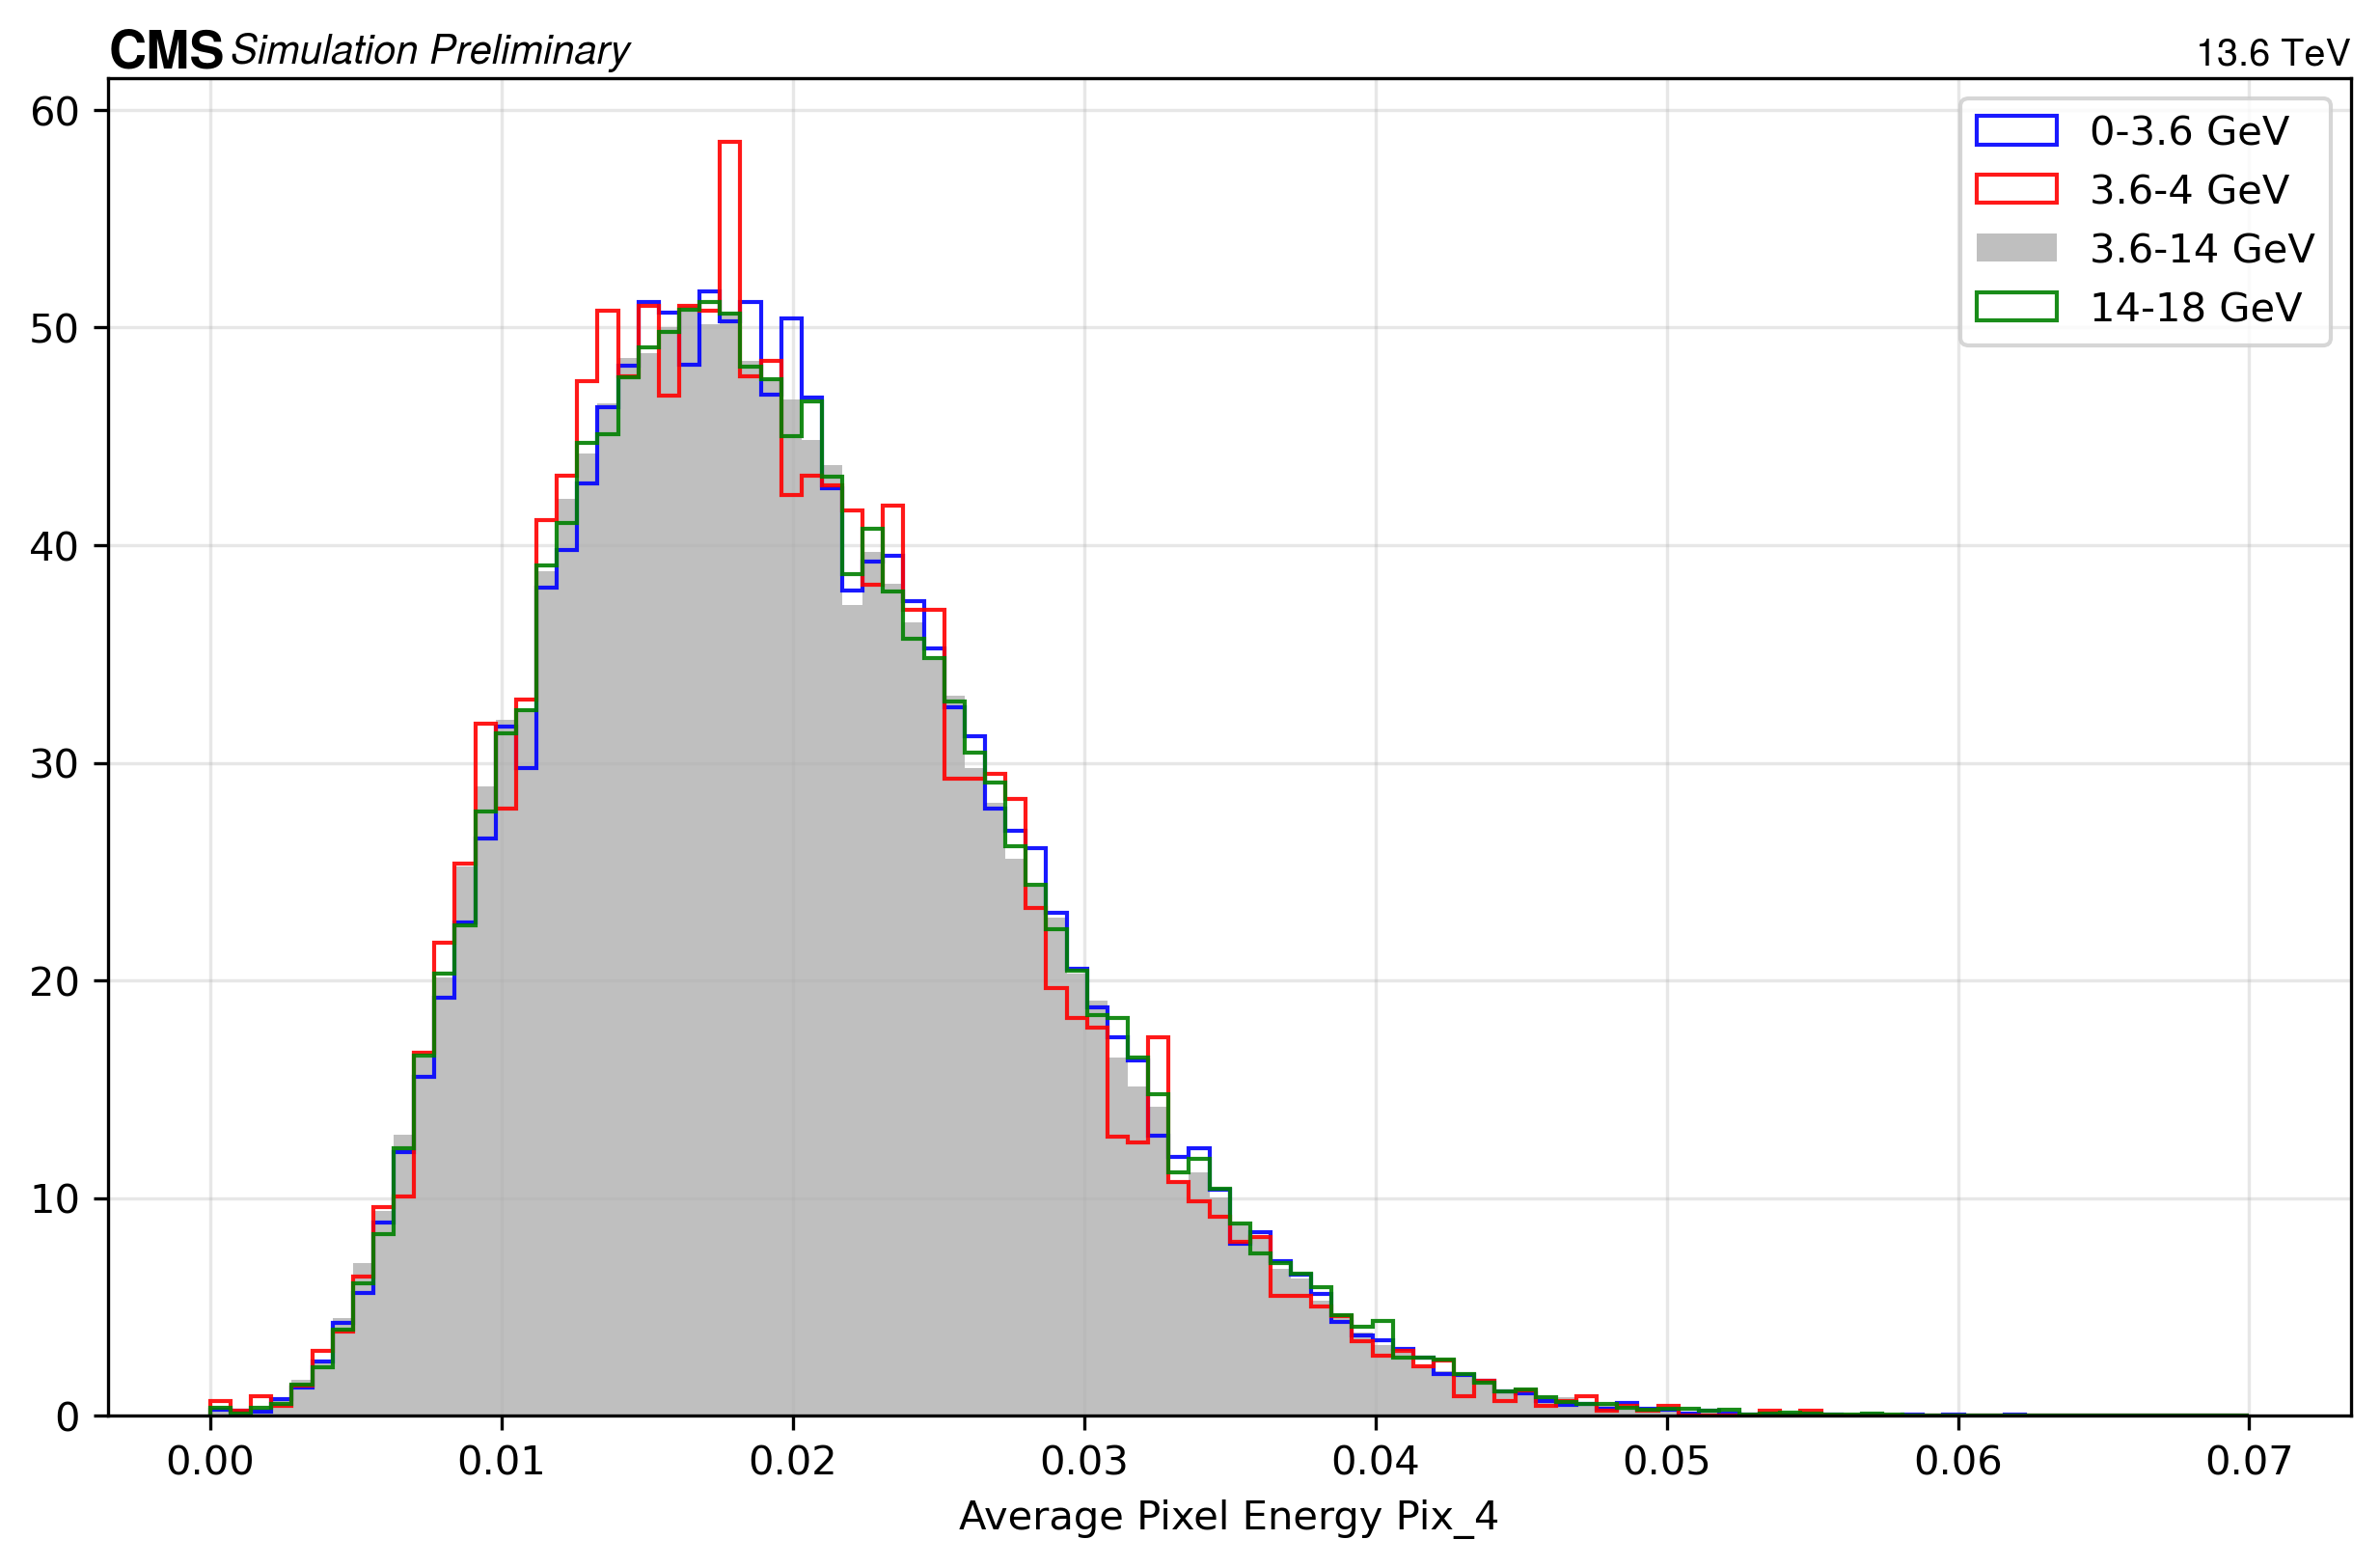 CMS Simulation Preliminary 13.6 TeV
60
50
40
30
20
10
0
0-3.6 GeV
3.6-4 GeV
3.6-14 GeV
14-18 GeV
0.00 0.01 0.02 0.03 0.04 0.05 0.06 0.07
Average Pixel Energy Pix_4